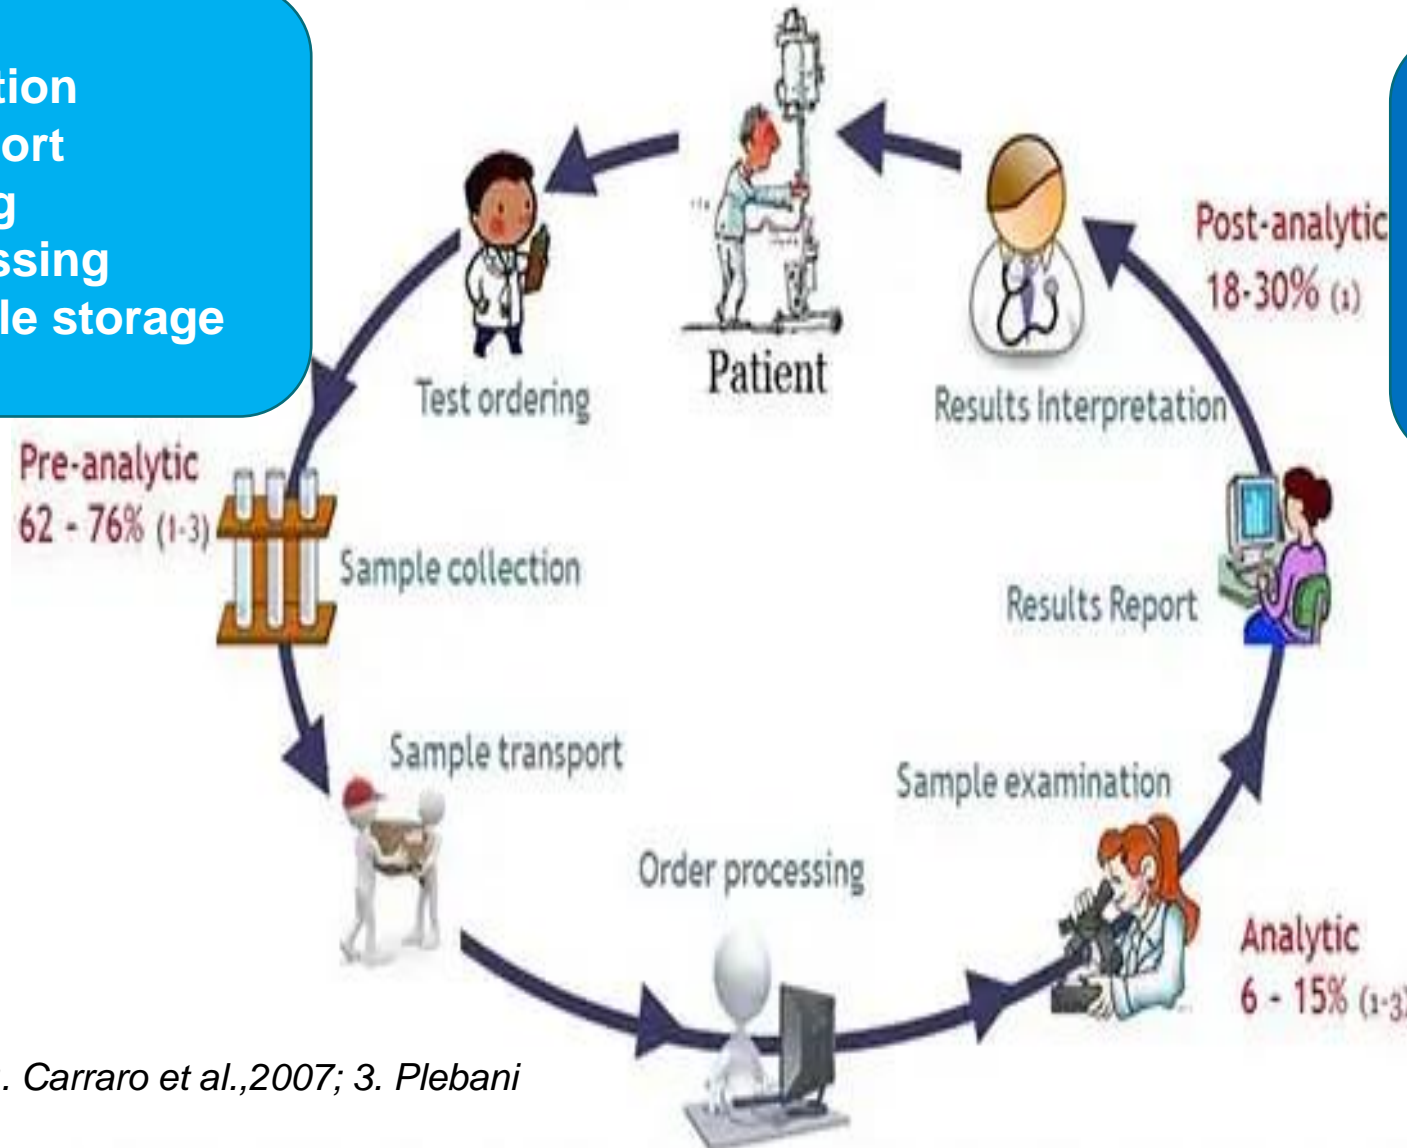 tion
ort
g
ssing
le storage
Patient
Test ordering
Results Interpretation
Post-analytic
18-30% (1)
Pre-analytic
62 - 76% (1-3)
Sample collection
Results Report
Sample transport
Sample examination
Order processing
Analytic
6 - 15% (1-3)
. Carraro et al.,2007; 3. Plebani